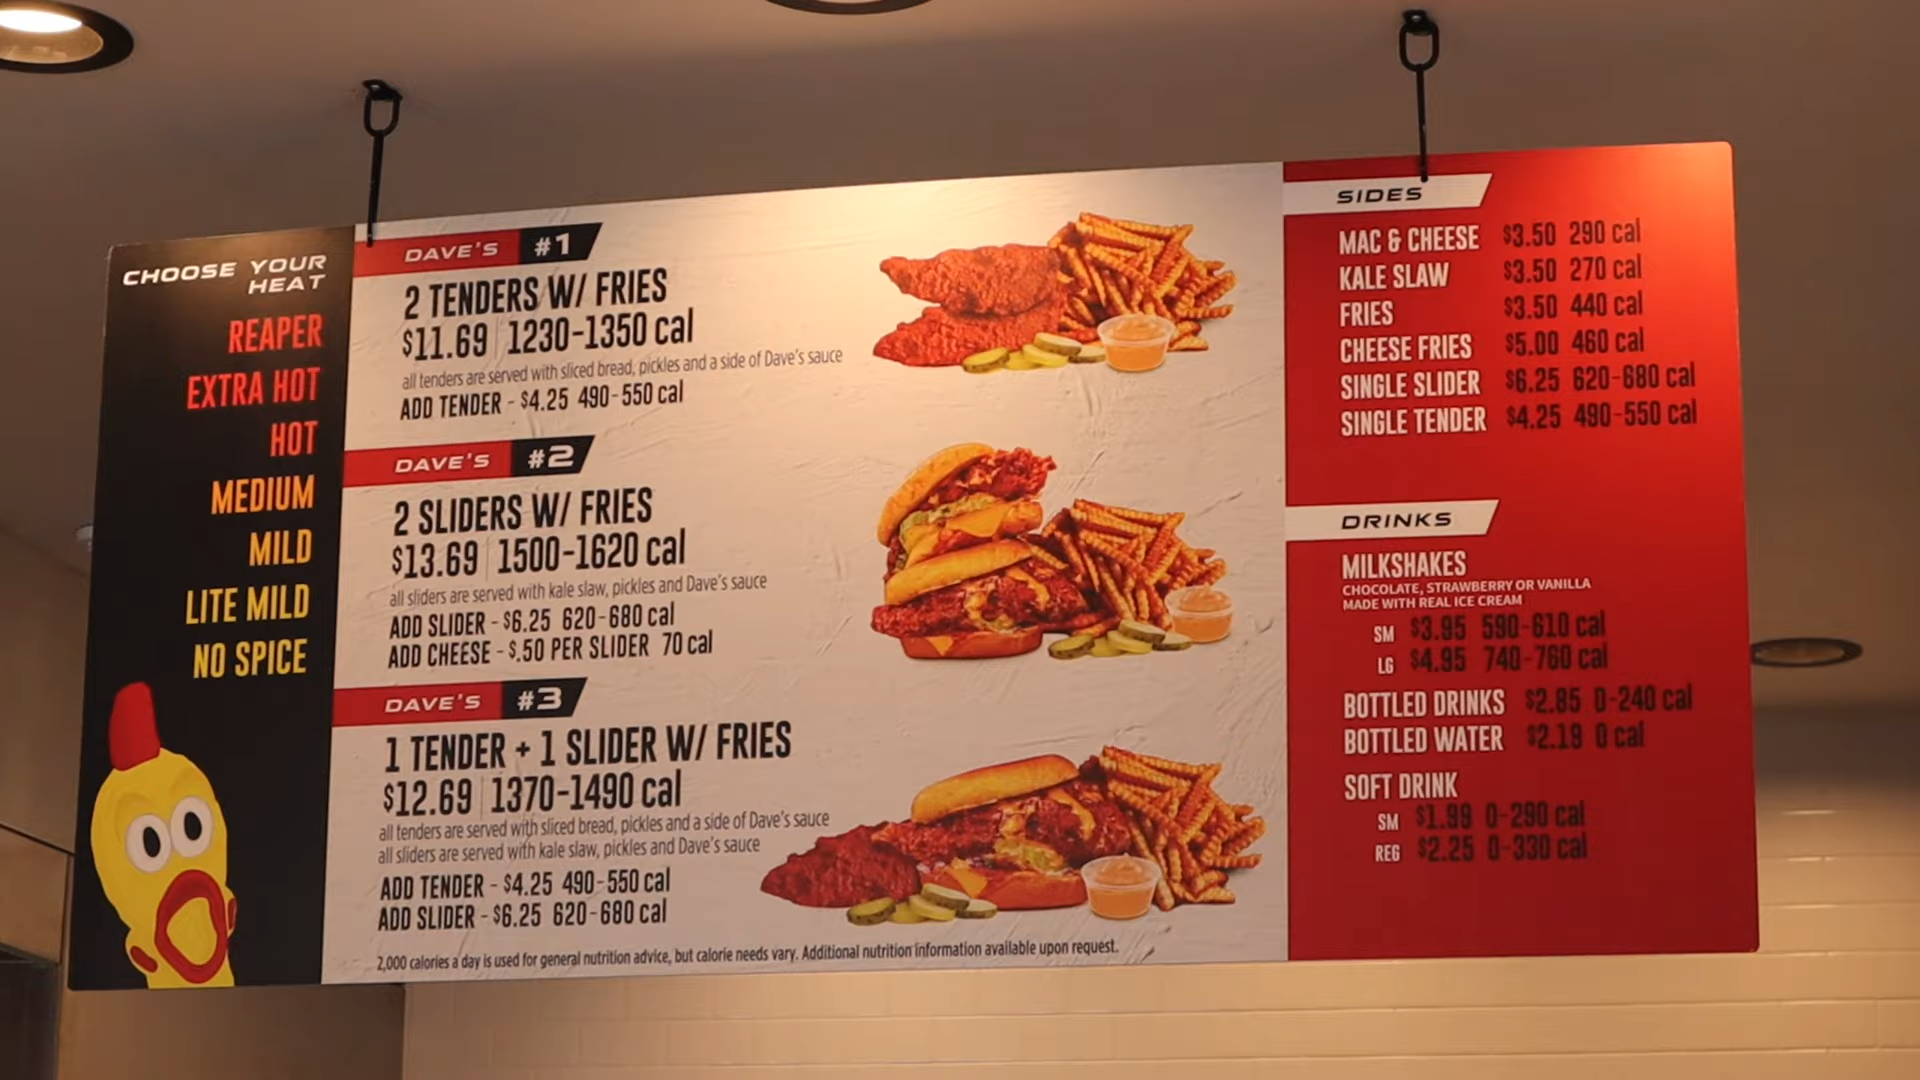 CHOOSE YOUR
HEAT
REAPER
EXTRA HOT
HOT
MEDIUM
MILD
LITE MILD
NO SPICE
DAVE'S #1
2 TENDERS W/ FRIES
$11.69 1230-1350 cal
all tenders are served with sliced bread, pickles and a side of Dave's sauce
ADD TENDER - $4.25 490-550 cal
DAVE'S #2
2 SLIDERS W/ FRIES
$13.69 1500-1620 cal
all sliders are served with kale slaw, pickles and Dave's sauce
ADD SLIDER - $6.25 620-680 cal
ADD CHEESE - $.50 PER SLIDER 70 cal
DAVE'S #3
1 TENDER + 1 SLIDER W/ FRIES
$12.69 1370-1490 cal
all tenders are served with sliced bread, pickles and a side of Dave's sauce
all sliders are served with kale slaw, pickles and Dave's sauce
ADD TENDER - $4.25 490-550 cal
ADD SLIDER - $6.25 620-680 cal
2,000 calories a day is used for general nutrition advice, but calorie needs vary. Additional nutrition information available upon request.
SIDES
MAC & CHEESE $3.50 290 cal
KALE SLAW $3.50 270 cal
FRIES $3.50 440 cal
CHEESE FRIES $5.00 460 cal
SINGLE SLIDER $6.25 620-680 cal
SINGLE TENDER $4.25 490-550 cal
DRINKS
MILKSHAKES
CHOCOLATE, STRAWBERRY OR VANILLA
MADE WITH REAL ICE CREAM
SM $3.95 590-610 cal
LG $4.95 740-760 cal
BOTTLED DRINKS $2.85 0-240 cal
BOTTLED WATER $2.19 0 cal
SOFT DRINK
SM $1.99 0-290 cal
REG $2.25 0-330 cal